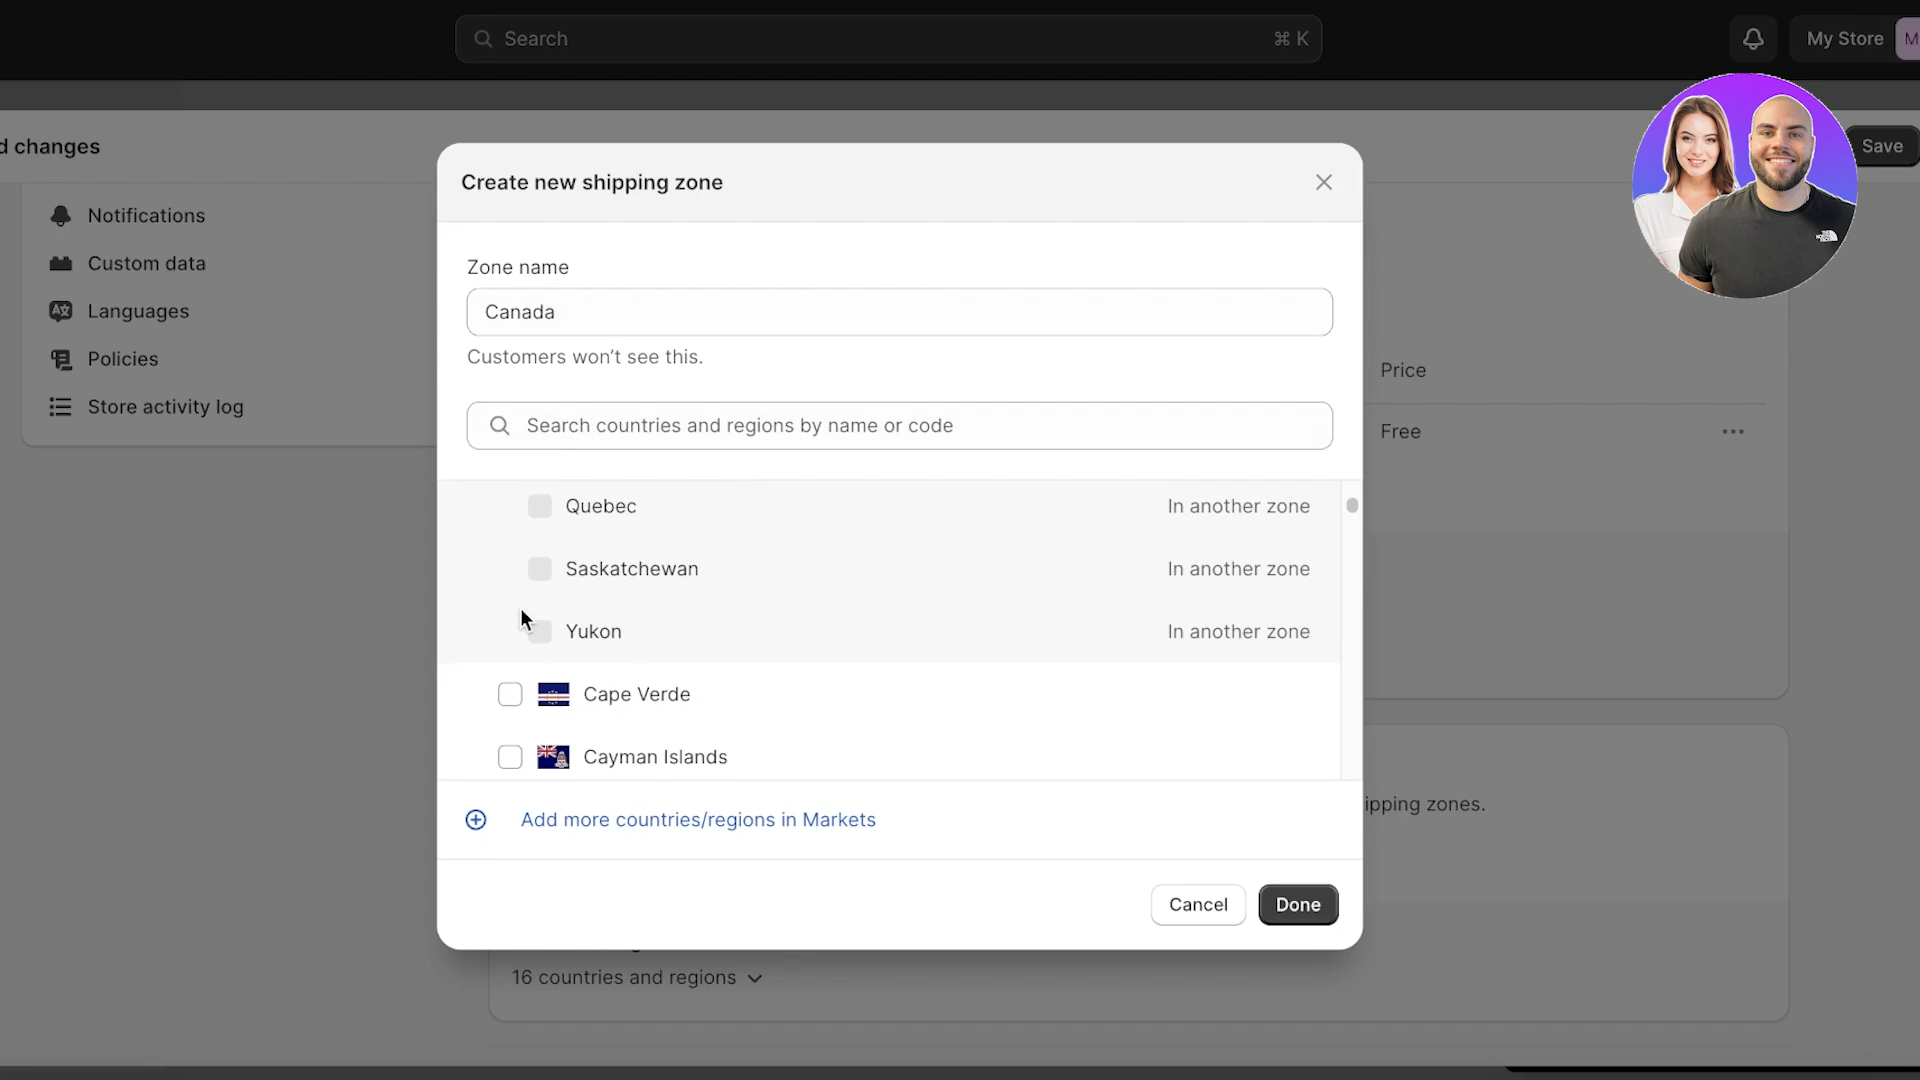 Search ⌘ K
My Store M
d changes
Save
Notifications
Custom data
Languages
Policies
Store activity log
Create new shipping zone
Zone name
Canada
Customers won’t see this.
Search countries and regions by name or code
Quebec In another zone
Saskatchewan In another zone
Yukon In another zone
Cape Verde
Cayman Islands
Add more countries/regions in Markets
Cancel Done
Price
Free
ipping zones.
16 countries and regions